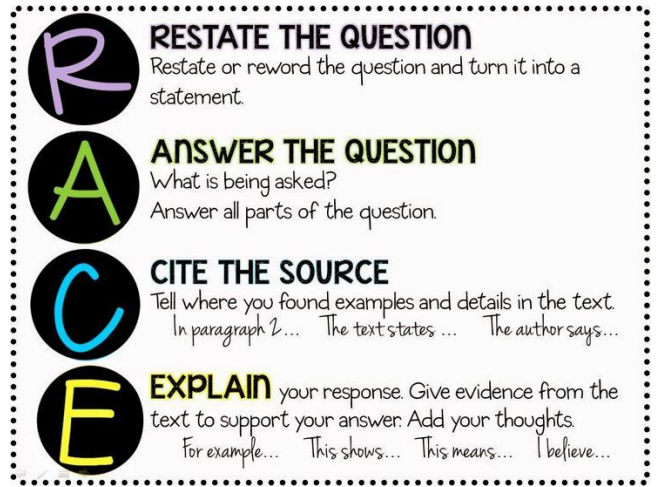 R
RESTATE THE QUESTION
Restate or reword the question and turn it into a
statement.
A
ANSWER THE QUESTION
What is being asked?
Answer all parts of the question.
C
CITE THE SOURCE
Tell where you found examples and details in the text.
In paragraph 2... The text states ... The author says...
E
EXPLAIN your response. Give evidence from the
text to support your answer. Add your thoughts.
For example... This shows... This means... I believe...